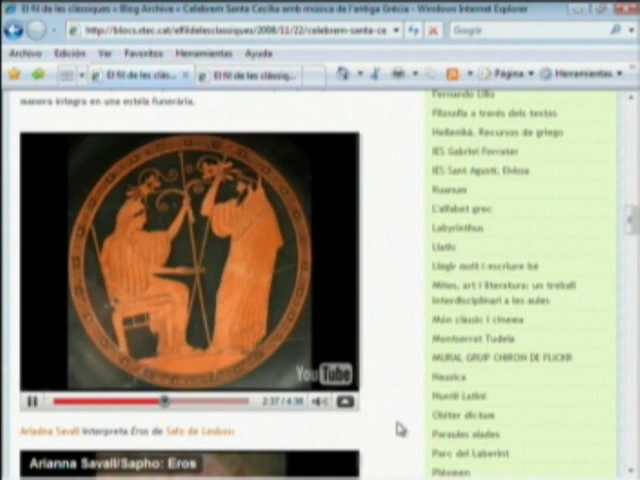 El fil de les clàssiques » Blog Archive » Celebrem Santa Cecília amb música de l'antiga Grècia - Windows Internet Explorer
http://blocs.xtec.cat/elfildelesclassiques/2008/11/22/celebrem-santa-ce
Google
Archivo Edición Ver Favoritos Herramientas Ayuda
El fil de les clàs...
El fil de les clàssiq...
Página
Herramientas
manera íntegra en una estela funerària.
Fernando Lillo
Filosofia a través dels textos
Hellenikà. Recursos de griego
IES Gabriel Ferrater
IES Sant Agustí, Eivissa
Kuanum
L'alfabet grec
Labyrinthus
Llatic
Llegir molt i escriure bé
Mites, art i literatura: un treball
interdisciplinari a les aules
Món clàssic i cinema
Montserrat Tudela
MURAL GRUP CHIRON DE FLICKR
Nausica
Nuntii Latini
Obiter dictum
Paraules alades
Parc del Laberint
YouTube
2:37 / 4:38
Ariadna Savall interpreta Eros de Safo de Lesbos:
Arianna Savall/Sapho: Eros